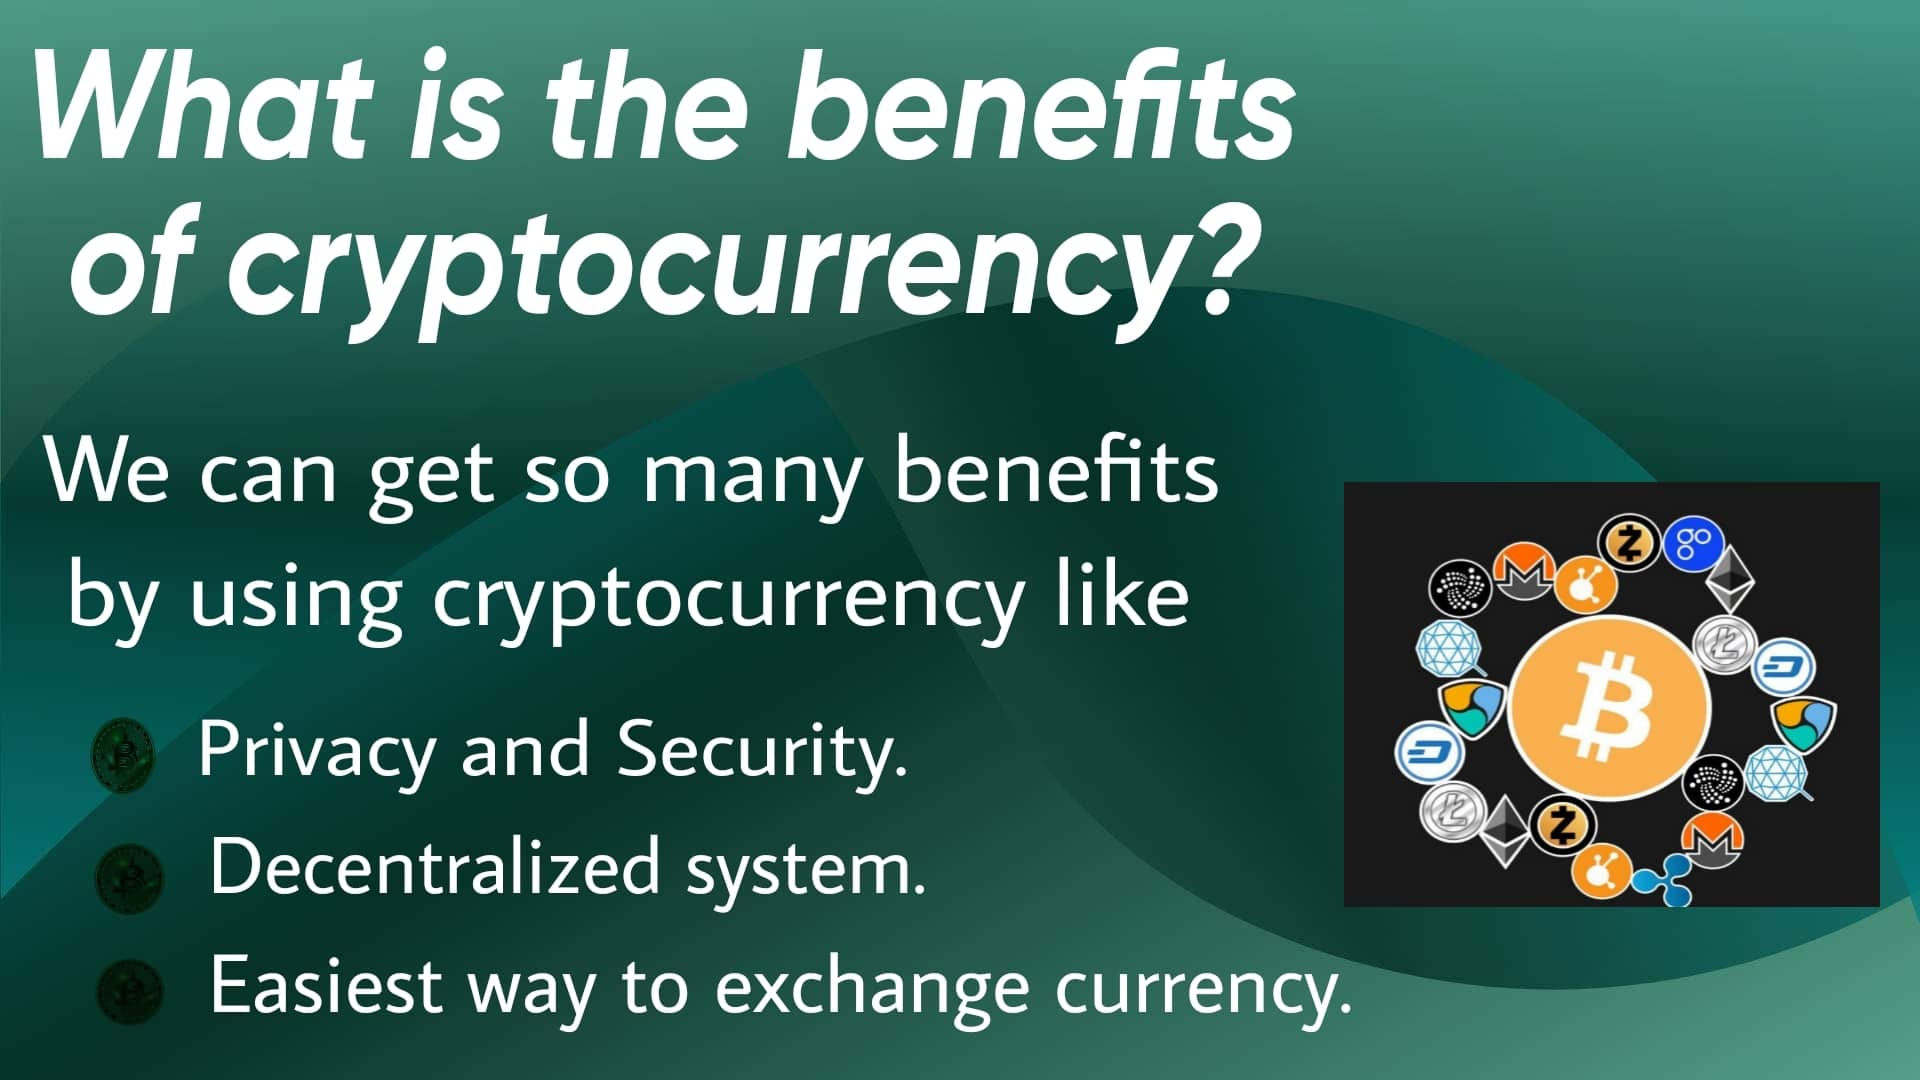 What is the benefits
of cryptocurrency?
We can get so many benefits
by using cryptocurrency like
Privacy and Security.
Decentralized system.
Easiest way to exchange currency.